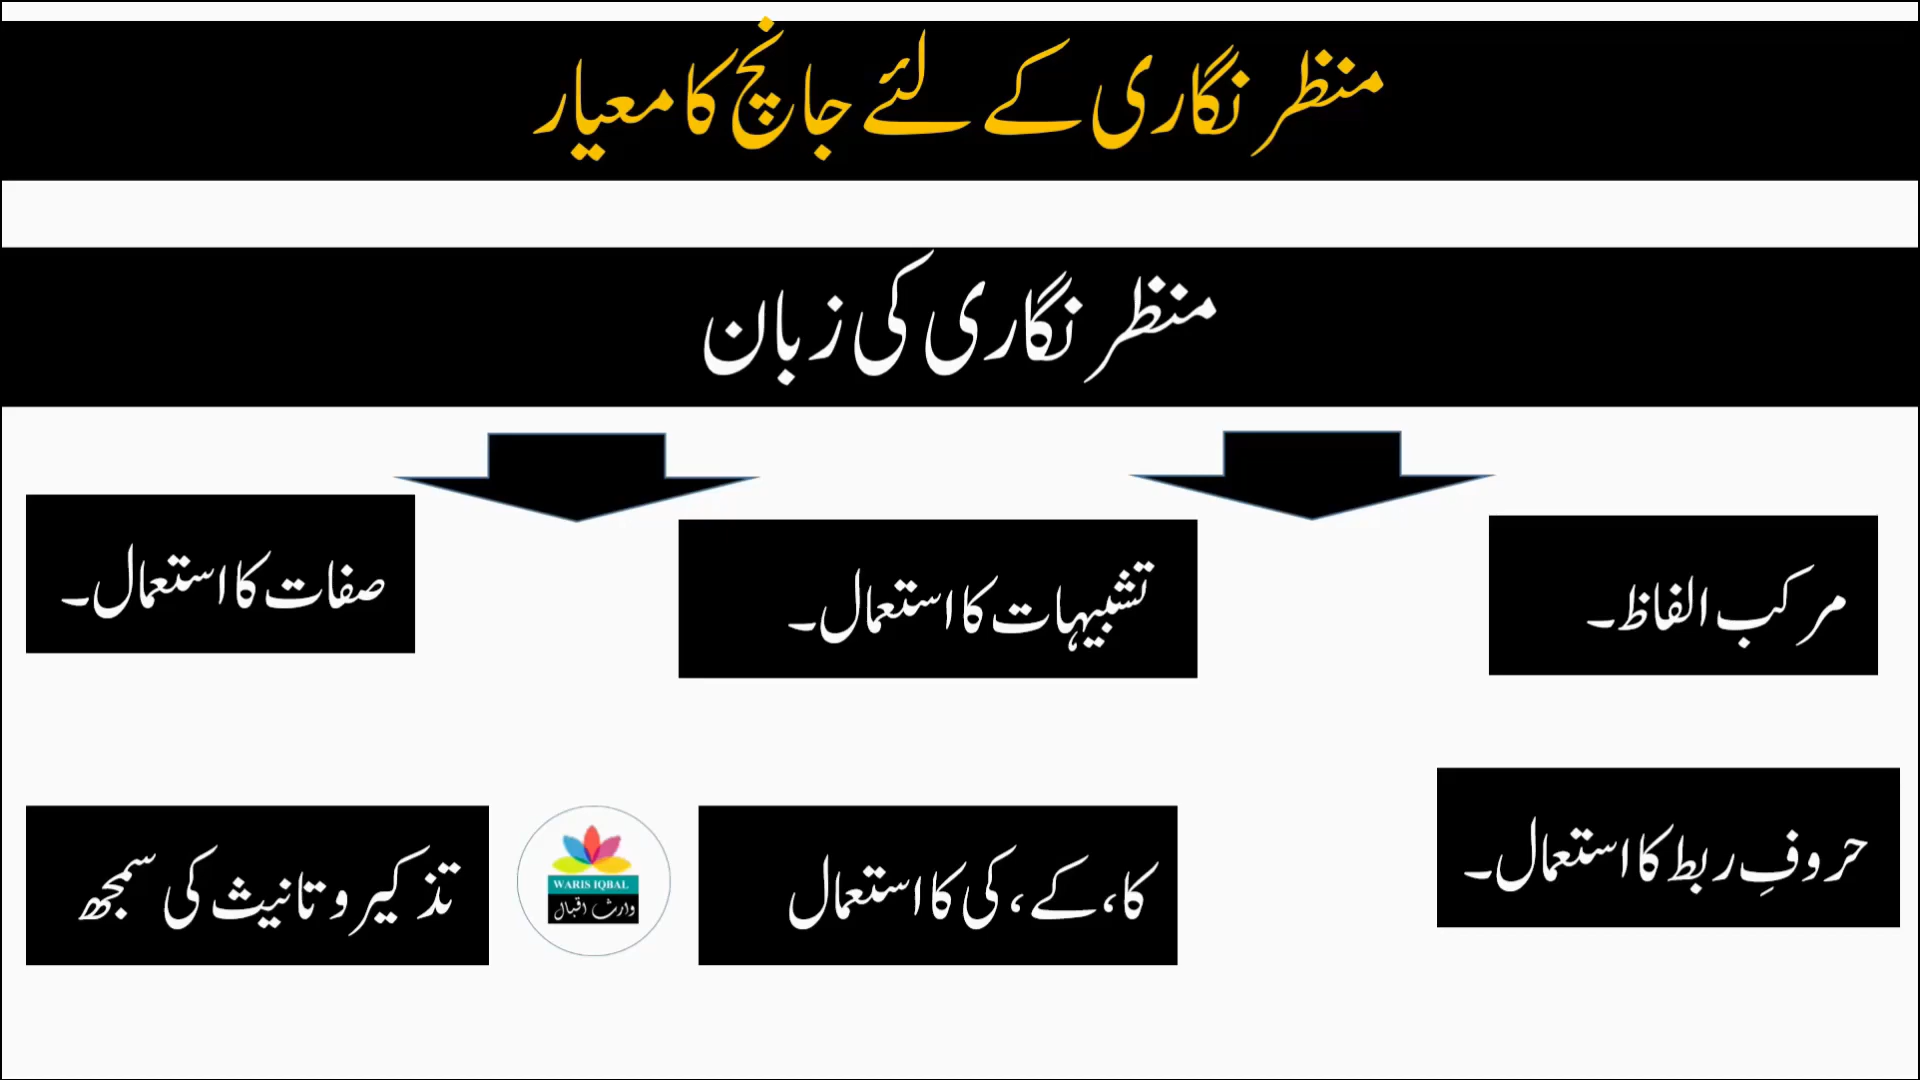 منظر نگاری کے لئے جانچ کا معیار
منظر نگاری کی زبان
مرکب الفاظ۔
تشبیہات کا استعمال۔
صفات کا استعمال۔
حروفِ ربط کا استعمال۔
کا، کے، کی کا استعمال
تذکیر و تانیث کی سمجھ
WARIS IQBAL
وارث اقبال